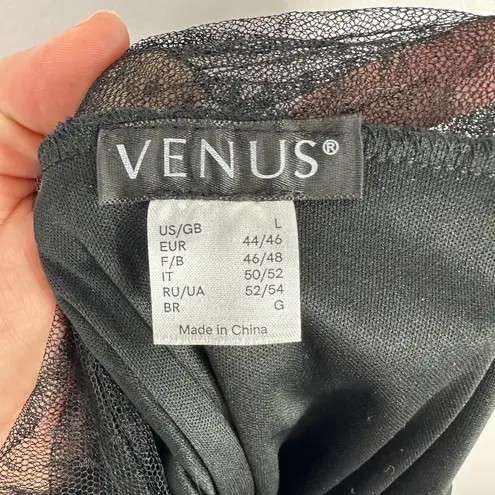 VENUS®
US/GB L
EUR 44/46
F/B 46/48
IT 50/52
RU/UA 52/54
BR G
Made in China